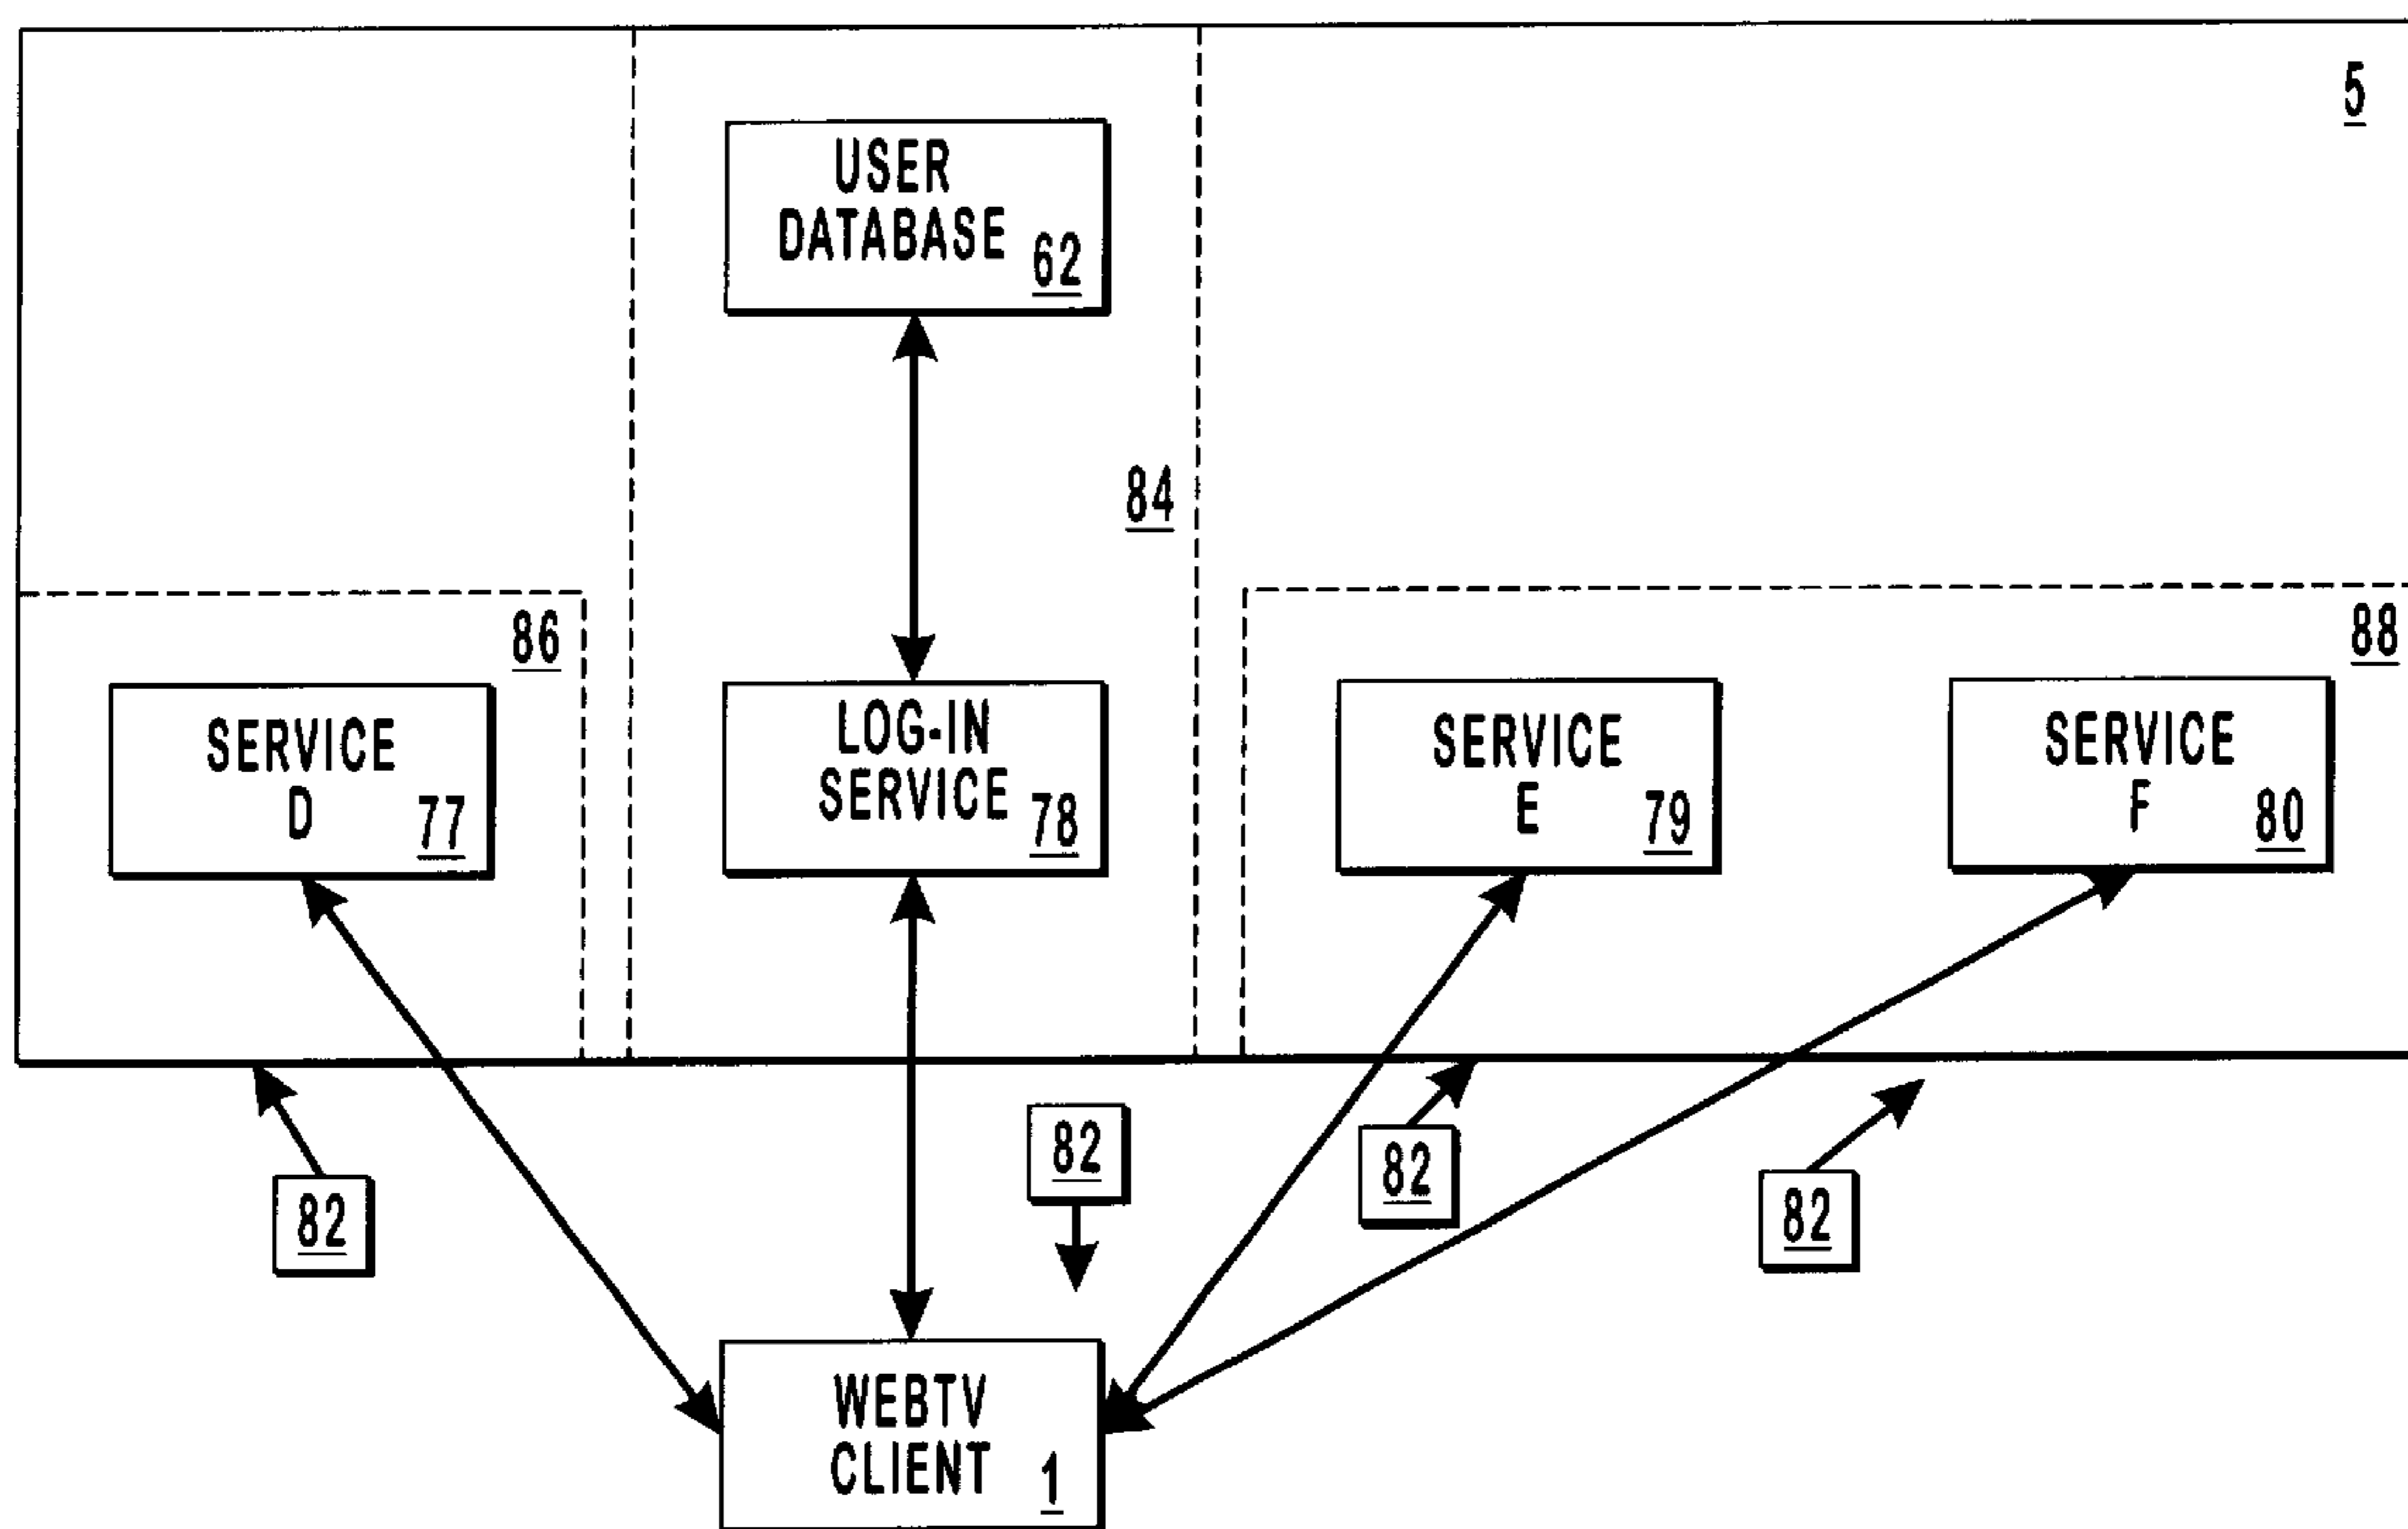 5
USER
DATABASE
62
84
86
88
SERVICE
D
77
LOG-IN
SERVICE
78
SERVICE
E
79
SERVICE
F
80
82
82
82
82
WEBTV
CLIENT
1